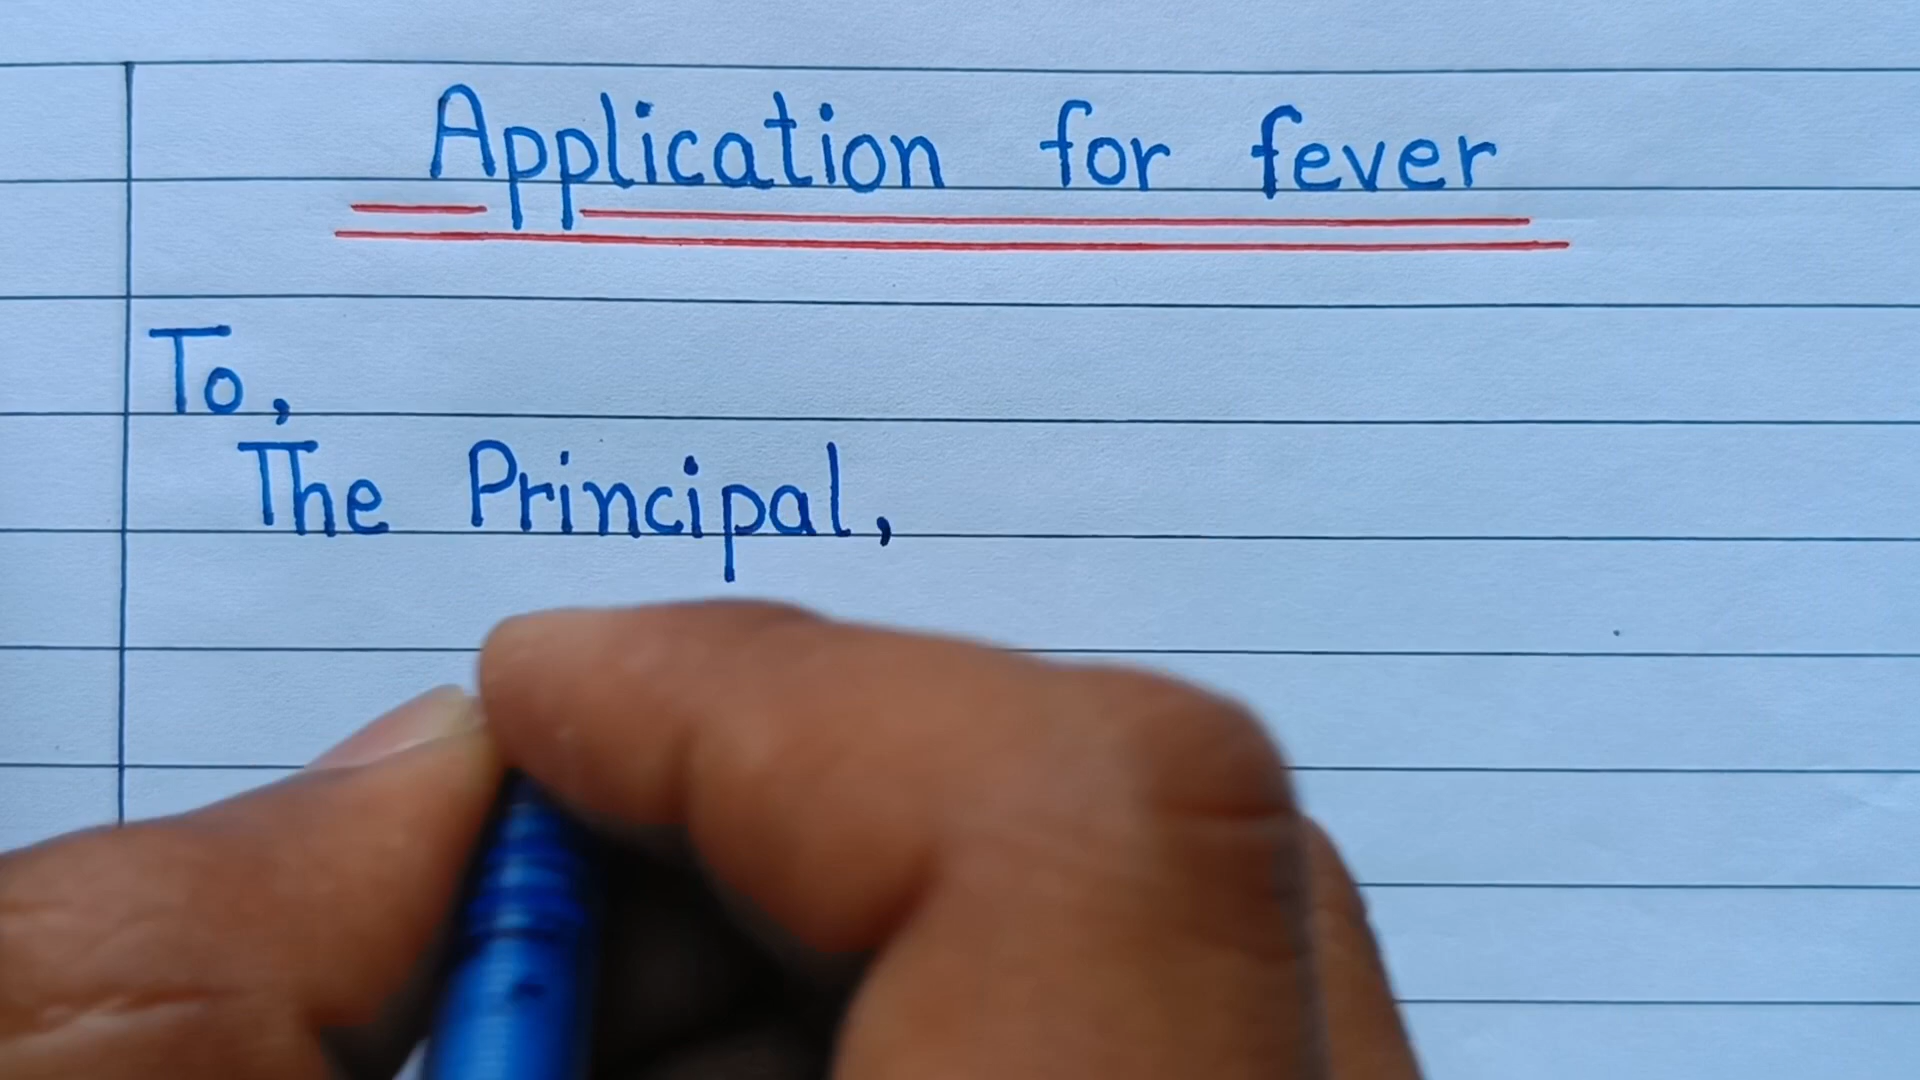 Application for fever
To,
The Principal,